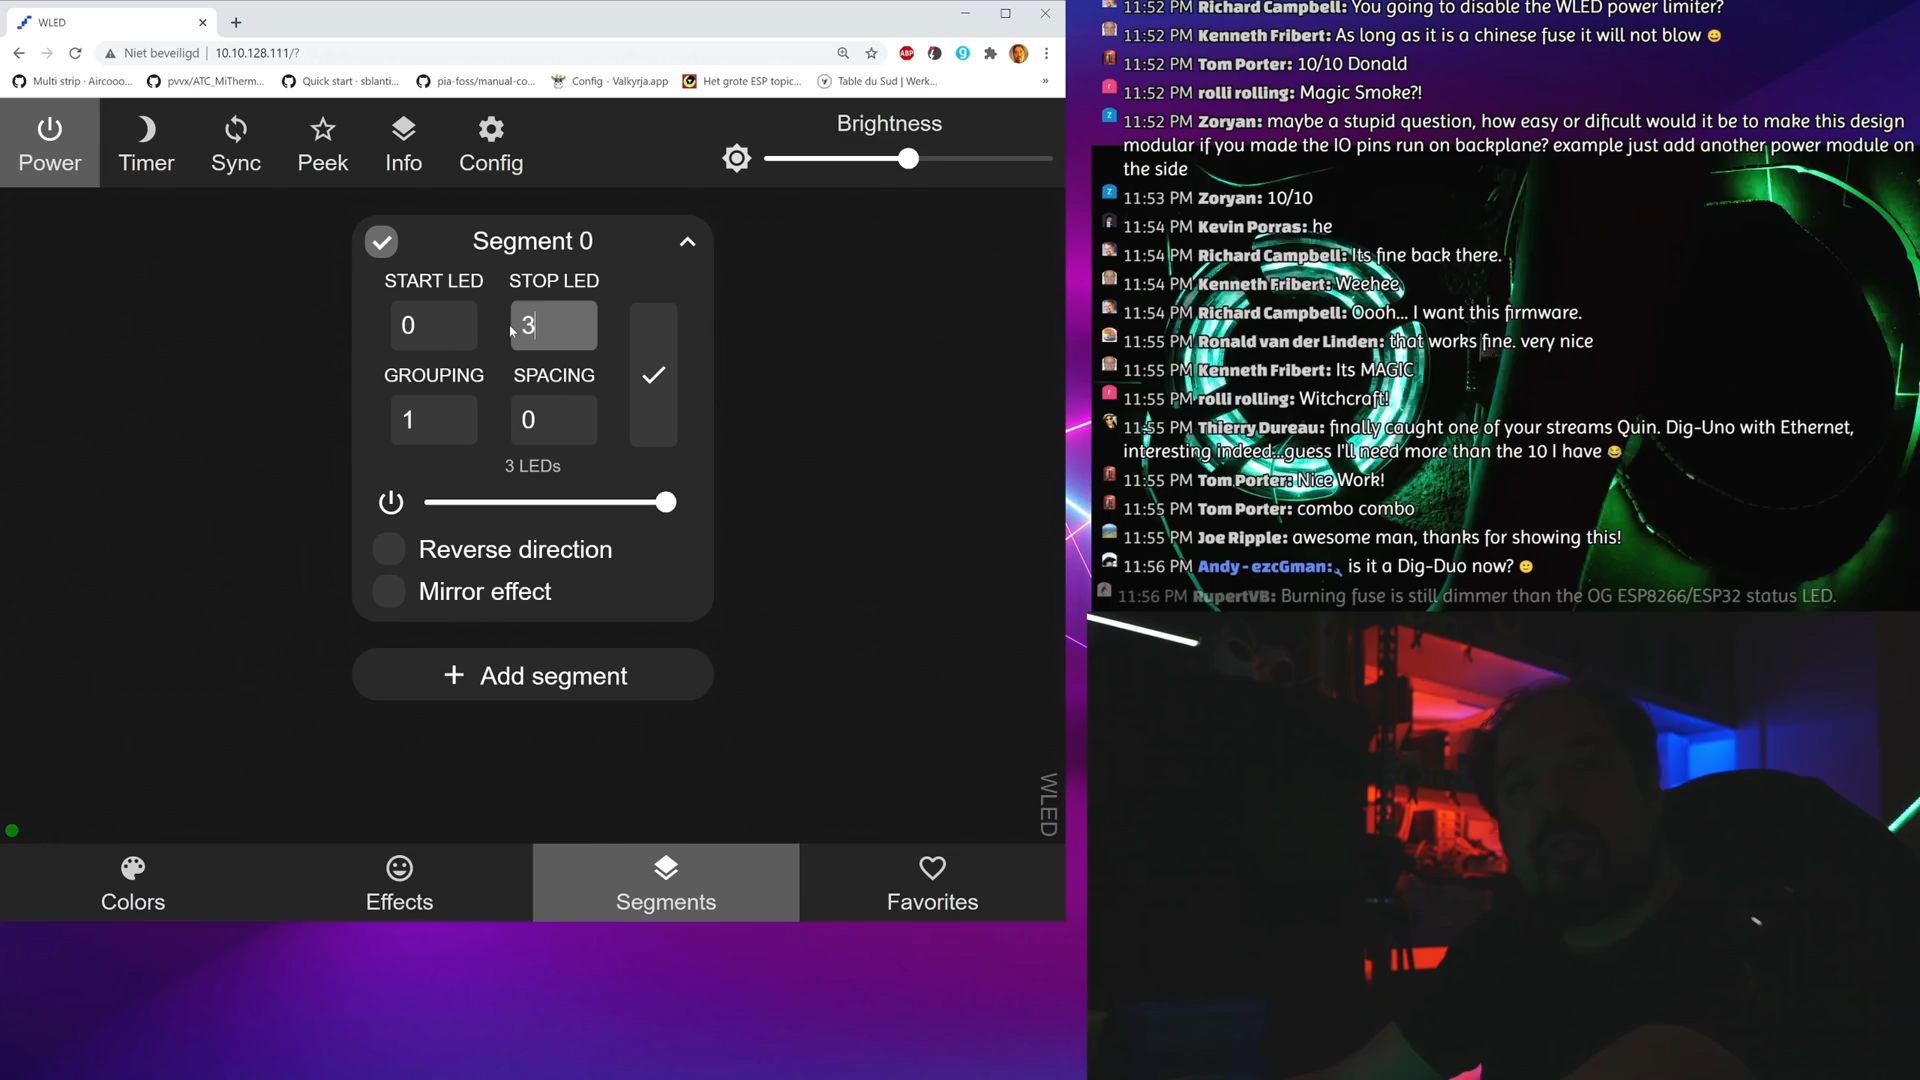 WLED
Niet beveiligd | 10.10.128.111/?
Multi strip · Aircooo...
pvvx/ATC_MiTherm...
Quick start · sblanti...
pia-foss/manual-co...
Config - Valkyrja.app
Het grote ESP topic...
Table du Sud | Werk...
»
Power
Timer
Sync
Peek
Info
Config
Brightness
Segment 0
START LED
STOP LED
0
3
GROUPING
SPACING
1
0
3 LEDs
Reverse direction
Mirror effect
+ Add segment
WLED
Colors
Effects
Segments
Favorites
11:52 PM Richard Campbell: You going to disable the WLED power limiter?
11:52 PM Kenneth Fribert: As long as it is a chinese fuse it will not blow 😀
11:52 PM Tom Porter: 10/10 Donald
11:52 PM rolli rolling: Magic Smoke?!
11:52 PM Zoryan: maybe a stupid question, how easy or dificult would it be to make this design
modular if you made the IO pins run on backplane? example just add another power module on
the side
11:53 PM Zoryan: 10/10
11:54 PM Kevin Porras: he
11:54 PM Richard Campbell: Its fine back there.
11:54 PM Kenneth Fribert: Weehee
11:54 PM Richard Campbell: Oooh... I want this firmware.
11:55 PM Ronald van der Linden: that works fine. very nice
11:55 PM Kenneth Fribert: Its MAGIC
11:55 PM rolli rolling: Witchcraft!
11:55 PM Thierry Dureau: finally caught one of your streams Quin. Dig-Uno with Ethernet,
interesting indeed...guess I'll need more than the 10 I have 😂
11:55 PM Tom Porter: Nice Work!
11:55 PM Tom Porter: combo combo
11:55 PM Joe Ripple: awesome man, thanks for showing this!
11:56 PM Andy - ezcGman: is it a Dig-Duo now? 🙂
11:56 PM RupertVB: Burning fuse is still dimmer than the OG ESP8266/ESP32 status LED.